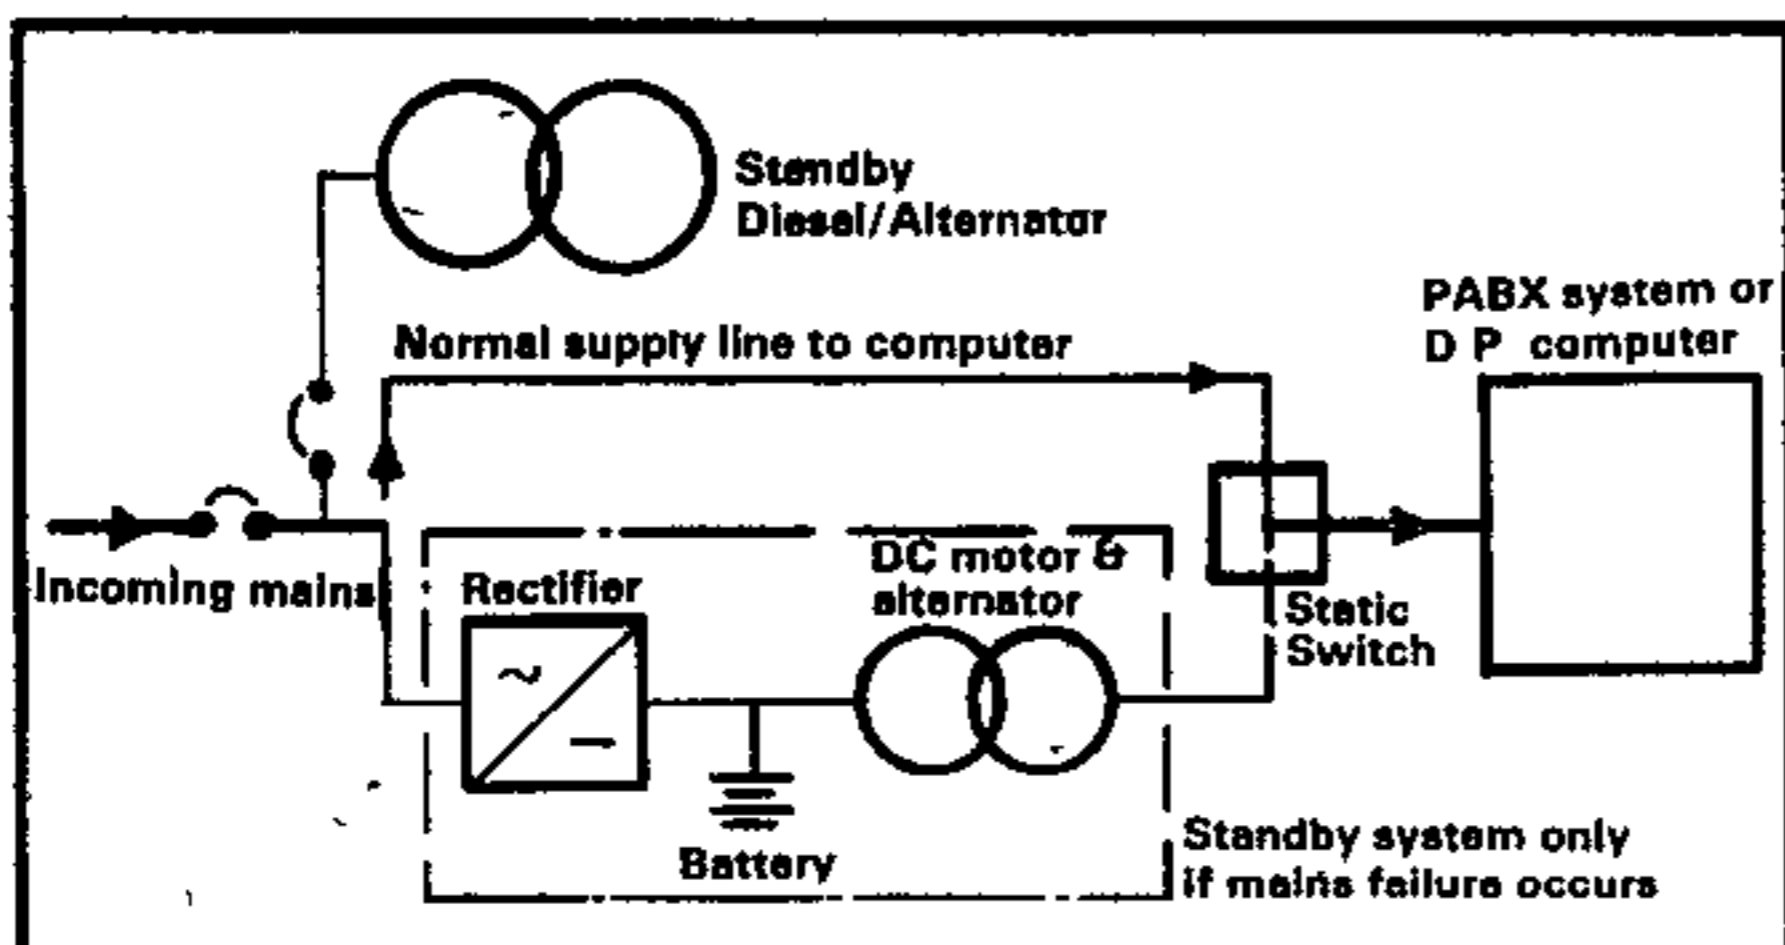 Standby
Diesel/Alternator
PABX system or
D P computer
Normal supply line to computer
Incoming mains
Rectifier
DC motor &
alternator
Static
Switch
Battery
Standby system only
if mains failure occurs